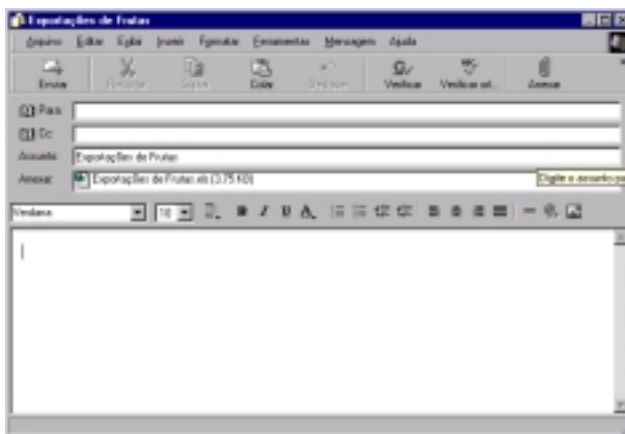 Exportações de Frutas
Arquivo Editar Exibir Inserir Formatar Ferramentas Mensagem Ajuda
Enviar Recortar Copiar Colar Desfazer Verificar Verificar ort... Anexar
Para:
Cc:
Assunto: Exportações de Frutas
Anexar: Exportações de Frutas.xls (3,75 KB) Digite o assunto
Verdana 10 I U A